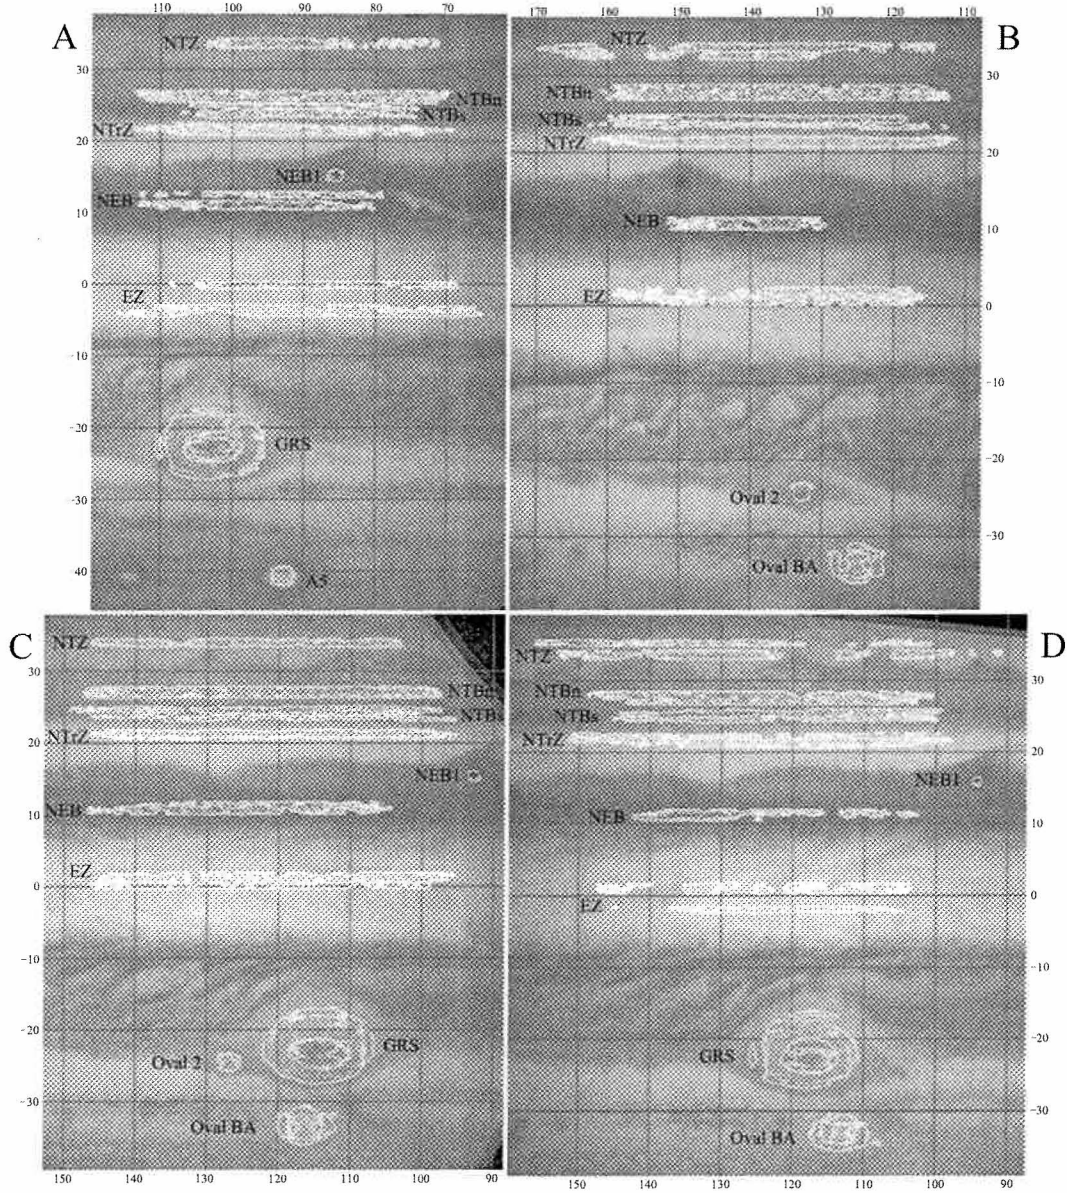 A
110 100 90 80 70
NTZ
30
NTBn
NTBs
NTrZ
20
NEB1
NEB
10
0
EZ
-10
-20
GRS
-30
40
A5
B
170 160 150 140 130 120 110
NTZ
30
NTBn
NTBs
NTrZ
20
NEB
10
EZ
0
-10
-20
Oval 2
-30
Oval BA
C
NTZ
30
NTBn
NTBs
NTrZ
20
NEB1
NEB
10
EZ
0
-10
-20
GRS
Oval 2
-30
Oval BA
150 140 130 120 110 100 90
D
NTZ
30
NTBn
NTBs
NTrZ
20
NEB1
NEB
10
EZ
0
-10
-20
GRS
-30
Oval BA
150 140 130 120 110 100 90